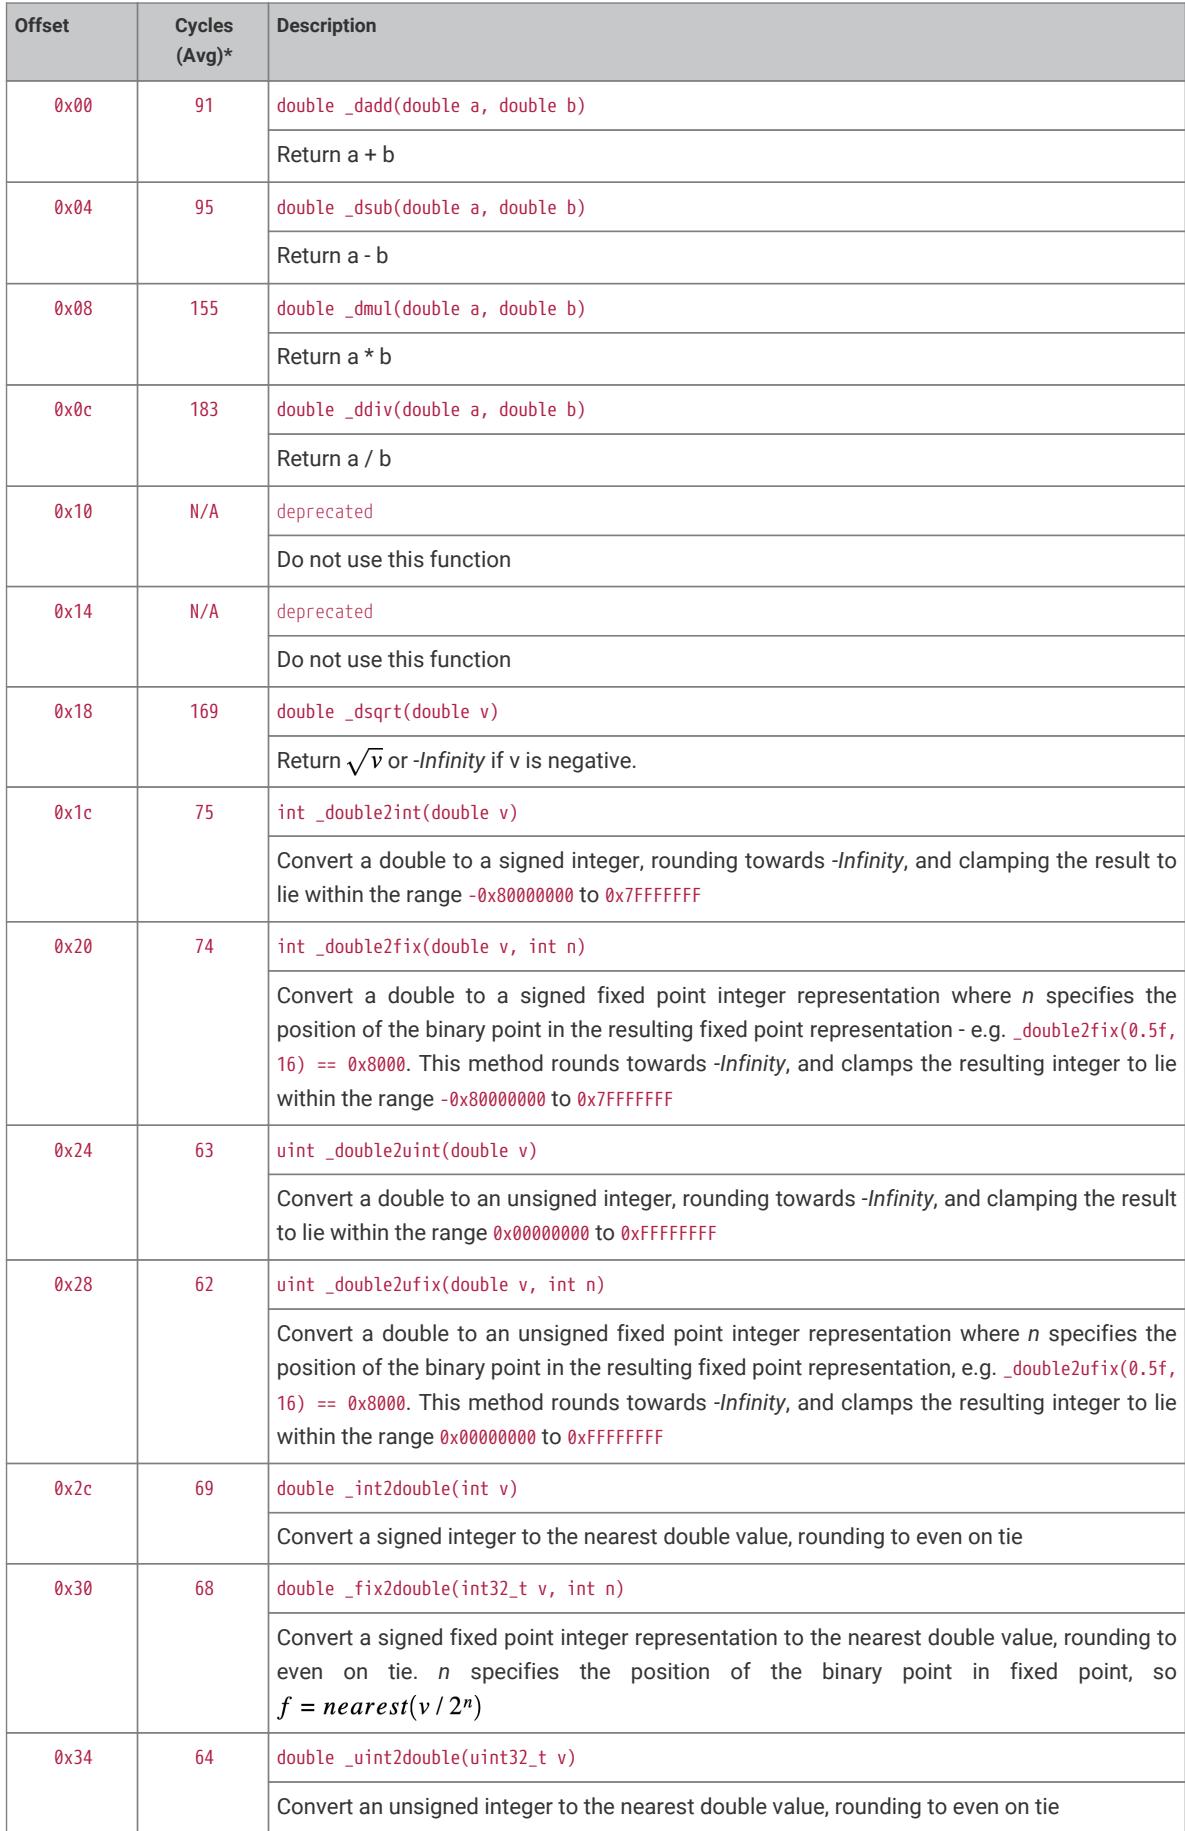 Offset Cycles Description
(Avg)*
0x00 91 double _dadd(double a, double b)
Return a + b
0x04 95 double _dsub(double a, double b)
Return a - b
0x08 155 double _dmul(double a, double b)
Return a * b
0x0c 183 double _ddiv(double a, double b)
Return a / b
0x10 N/A deprecated
Do not use this function
0x14 N/A deprecated
Do not use this function
0x18 169 double _dsqrt(double v)
Return √v or -Infinity if v is negative.
0x1c 75 int _double2int(double v)
Convert a double to a signed integer, rounding towards -Infinity, and clamping the result to
lie within the range -0x80000000 to 0x7FFFFFFF
0x20 74 int _double2fix(double v, int n)
Convert a double to a signed fixed point integer representation where n specifies the
position of the binary point in the resulting fixed point representation - e.g. _double2fix(0.5f,
16) == 0x8000. This method rounds towards -Infinity, and clamps the resulting integer to lie
within the range -0x80000000 to 0x7FFFFFFF
0x24 63 uint _double2uint(double v)
Convert a double to an unsigned integer, rounding towards -Infinity, and clamping the result
to lie within the range 0x00000000 to 0xFFFFFFFF
0x28 62 uint _double2ufix(double v, int n)
Convert a double to an unsigned fixed point integer representation where n specifies the
position of the binary point in the resulting fixed point representation, e.g. _double2ufix(0.5f,
16) == 0x8000. This method rounds towards -Infinity, and clamps the resulting integer to lie
within the range 0x00000000 to 0xFFFFFFFF
0x2c 69 double _int2double(int v)
Convert a signed integer to the nearest double value, rounding to even on tie
0x30 68 double _fix2double(int32_t v, int n)
Convert a signed fixed point integer representation to the nearest double value, rounding to
even on tie. n specifies the position of the binary point in fixed point, so
f = nearest(v / 2ⁿ)
0x34 64 double _uint2double(uint32_t v)
Convert an unsigned integer to the nearest double value, rounding to even on tie